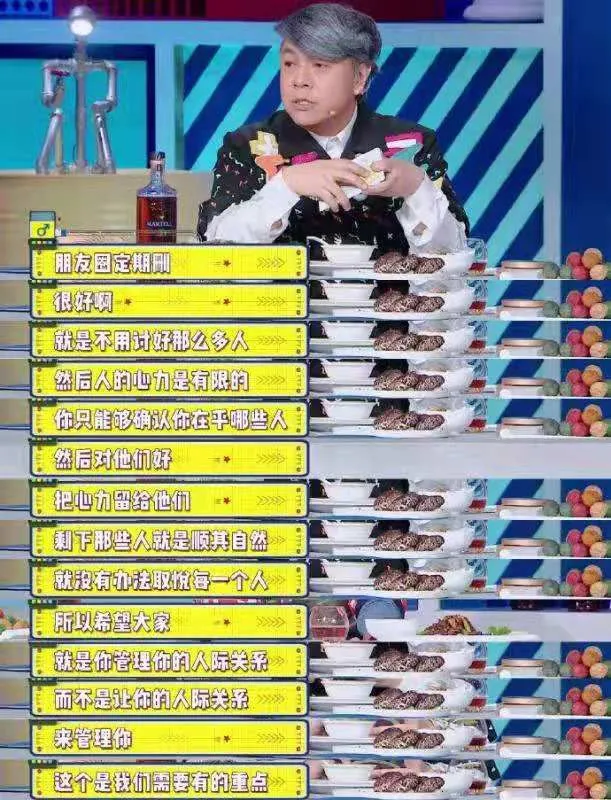 MARTELL
朋友圈定期删
很好啊
就是不用讨好那么多人
然后人的心力是有限的
你只能够确认你在乎哪些人
然后对他们好
把心力留给他们
剩下那些人就是顺其自然
就没有办法取悦每一个人
所以希望大家
就是你管理你的人际关系
而不是让你的人际关系
来管理你
这个是我们需要有的重点